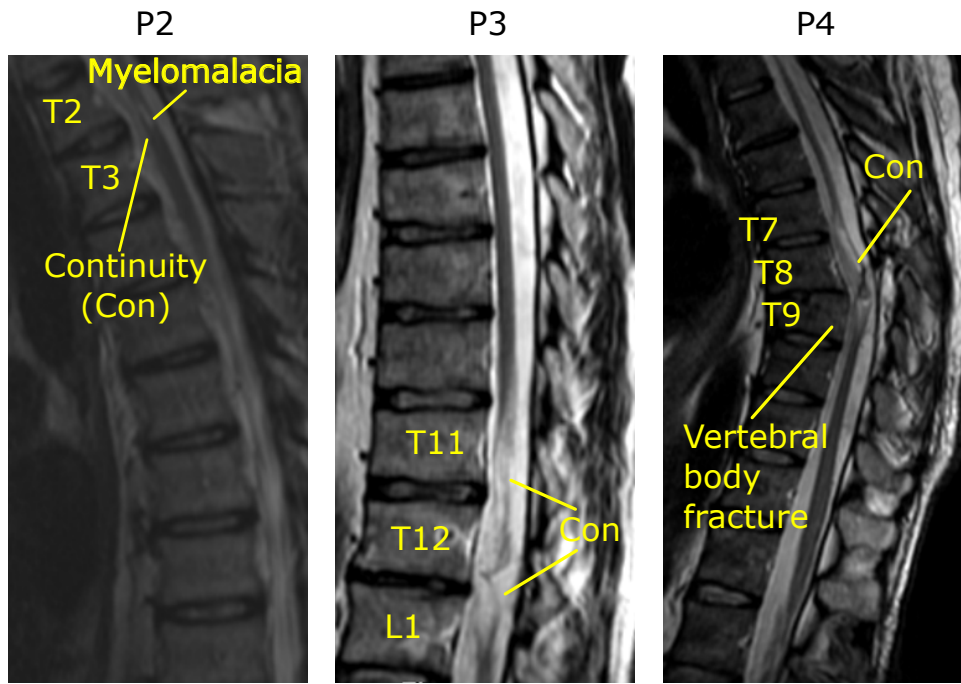 P2
P3
P4
Myelomalacia
T2
T3
Continuity
(Con)
T11
T12
L1
Con
Con
T7
T8
T9
Vertebral
body
fracture